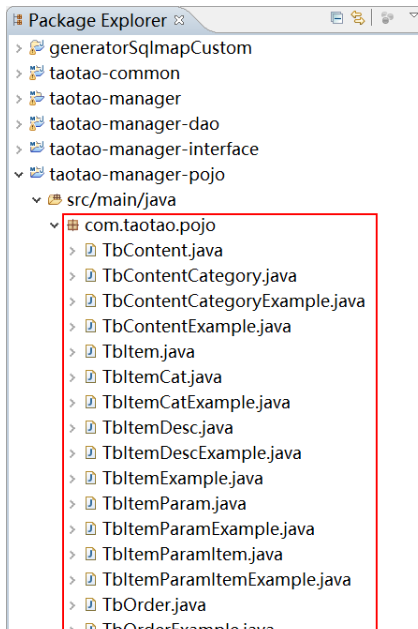 Package Explorer
generatorSqlmapCustom
taotao-common
taotao-manager
taotao-manager-dao
taotao-manager-interface
taotao-manager-pojo
src/main/java
com.taotao.pojo
TbContent.java
TbContentCategory.java
TbContentCategoryExample.java
TbContentExample.java
TbItem.java
TbItemCat.java
TbItemCatExample.java
TbItemDesc.java
TbItemDescExample.java
TbItemExample.java
TbItemParam.java
TbItemParamExample.java
TbItemParamItem.java
TbItemParamItemExample.java
TbOrder.java
TbOrderExample.java